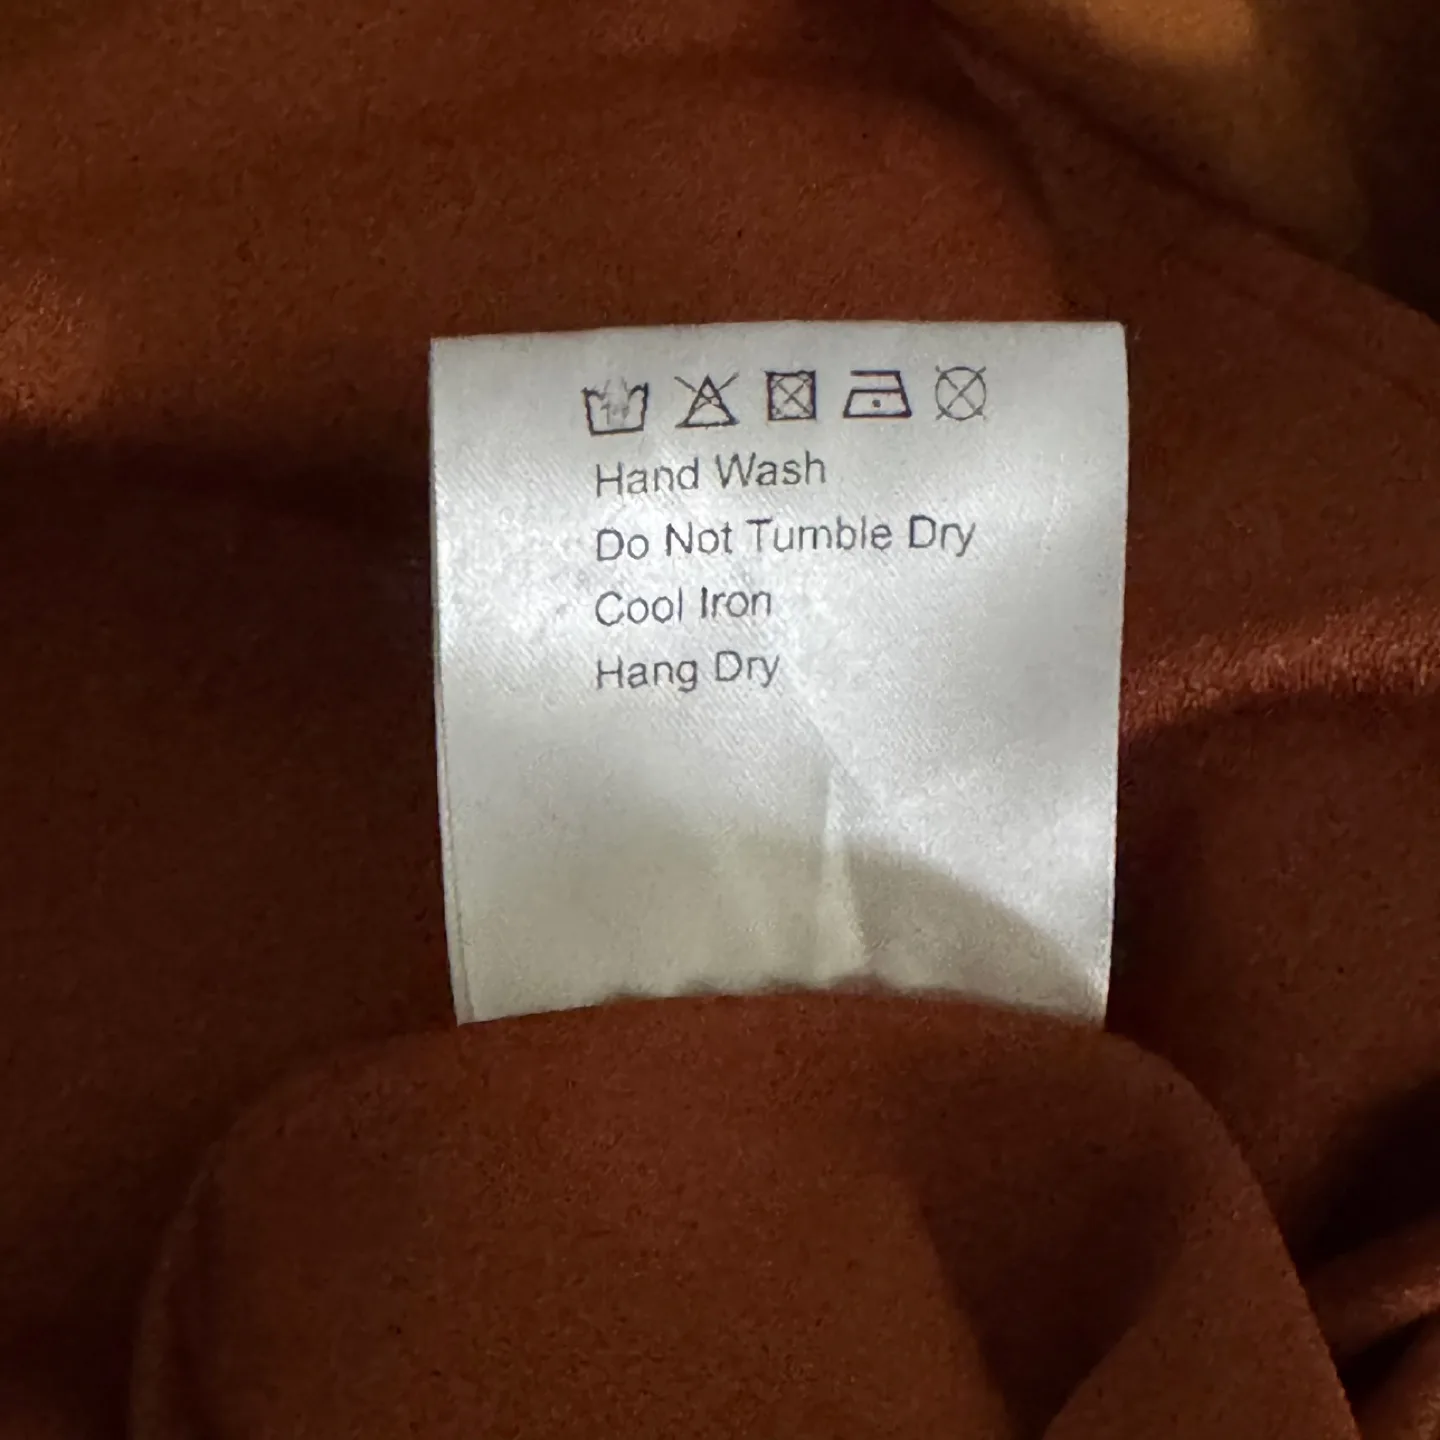 Hand Wash
Do Not Tumble Dry
Cool Iron
Hang Dry